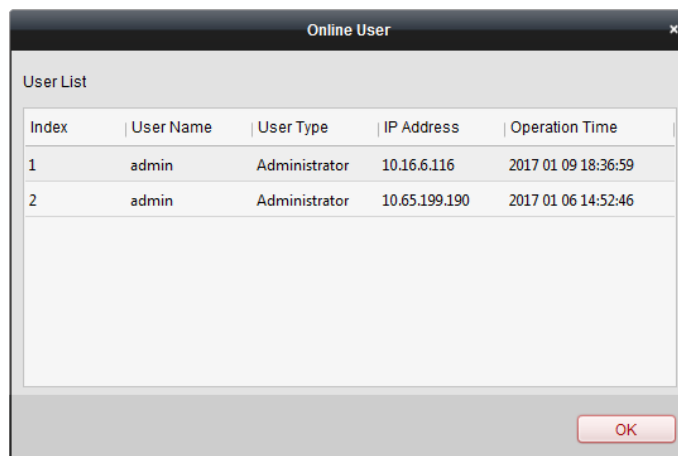 Online User
×
User List
Index User Name User Type IP Address Operation Time
1 admin Administrator 10.16.6.116 2017 01 09 18:36:59
2 admin Administrator 10.65.199.190 2017 01 06 14:52:46
OK